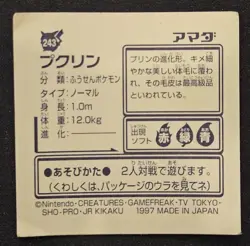 243
プクリン
アマダ
分類:ふうせんポケモン
タイプ:ノーマル
身長:1.0m
体重:12.0kg
進化:―
プリンの進化形。キメ細
やかな美しい体毛に覆わ
れ、その毛皮は最高級品
といわれている。
出現
ソフト
赤 緑 青
●あそびかた● 2人対戦で遊びます。
(くわしくは、パッケージのウラを見てネ)
©Nintendo・CREATURES・GAMEFREAK・TV TOKYO・
SHO-PRO・JR KIKAKU 1997 MADE IN JAPAN